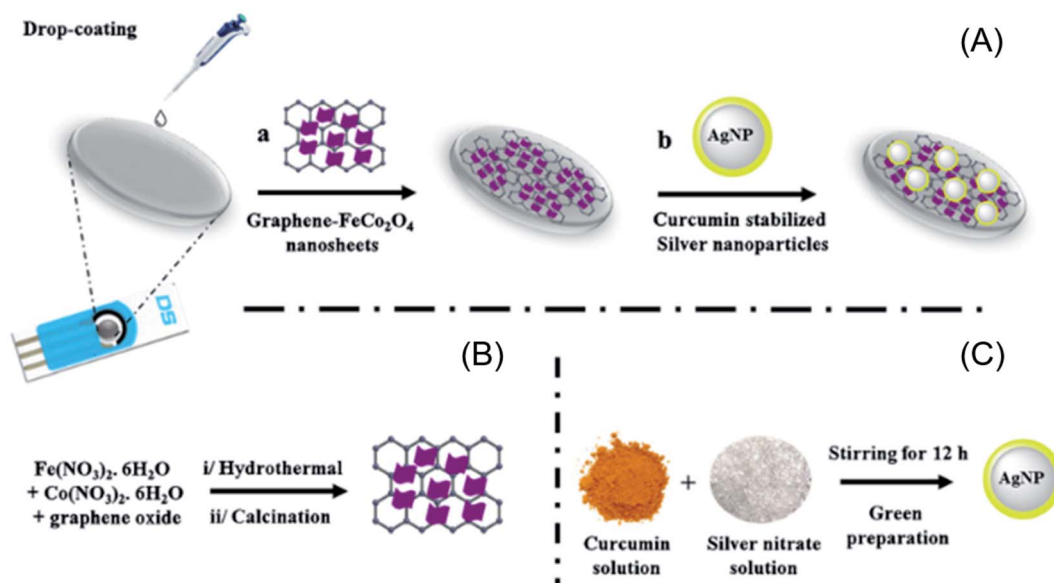 Drop-coating
(A)
a
Graphene-FeCo₂O₄
nanosheets
b
AgNP
Curcumin stabilized
Silver nanoparticles
DS
(B)
Fe(NO₃)₂. 6H₂O
+ Co(NO₃)₂. 6H₂O
+ graphene oxide
i/ Hydrothermal
ii/ Calcination
(C)
+
Curcumin
solution
Silver nitrate
solution
Stirring for 12 h
Green
preparation
AgNP